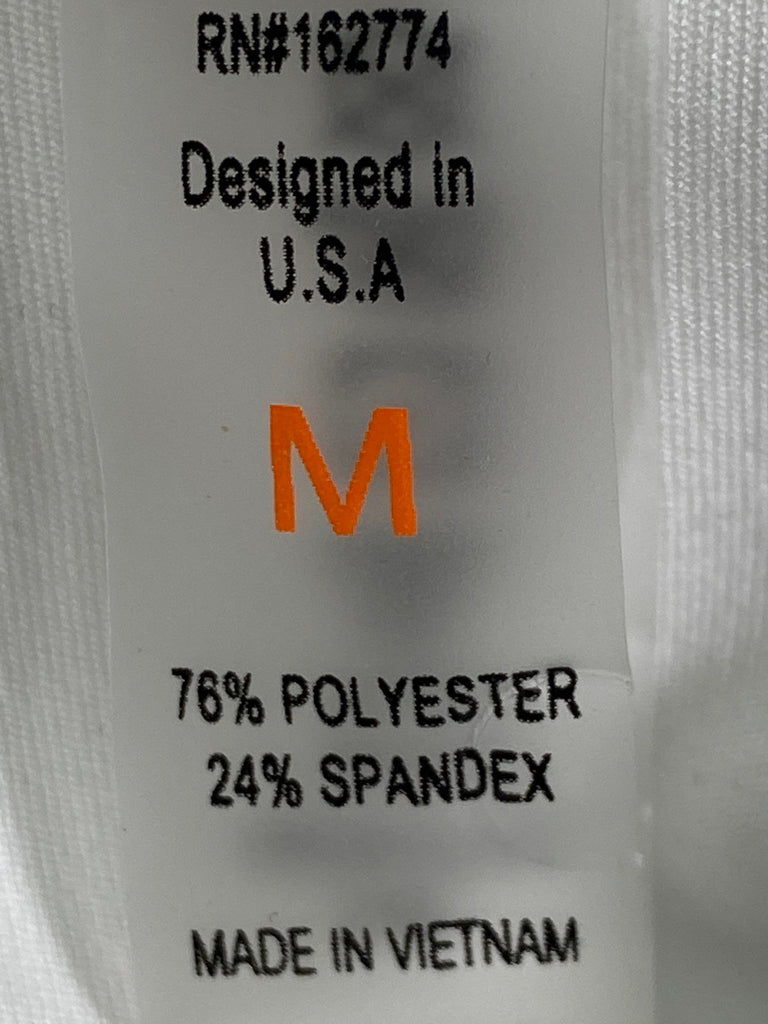 RN#162774
Designed in
U.S.A
M
76% POLYESTER
24% SPANDEX
MADE IN VIETNAM